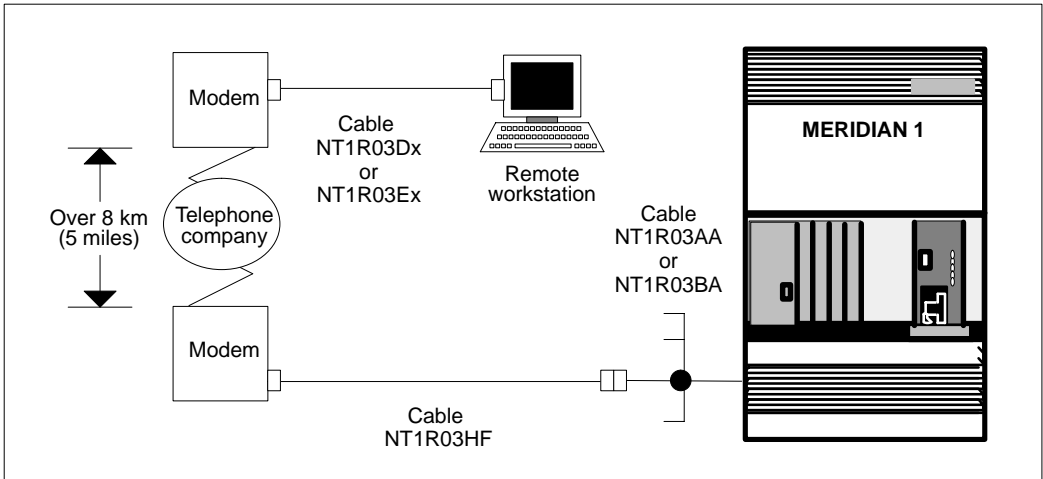 Modem
Cable
NT1R03Dx
or
NT1R03Ex
Remote
workstation
MERIDIAN 1
Over 8 km
(5 miles)
Telephone
company
Cable
NT1R03AA
or
NT1R03BA
Modem
Cable
NT1R03HF